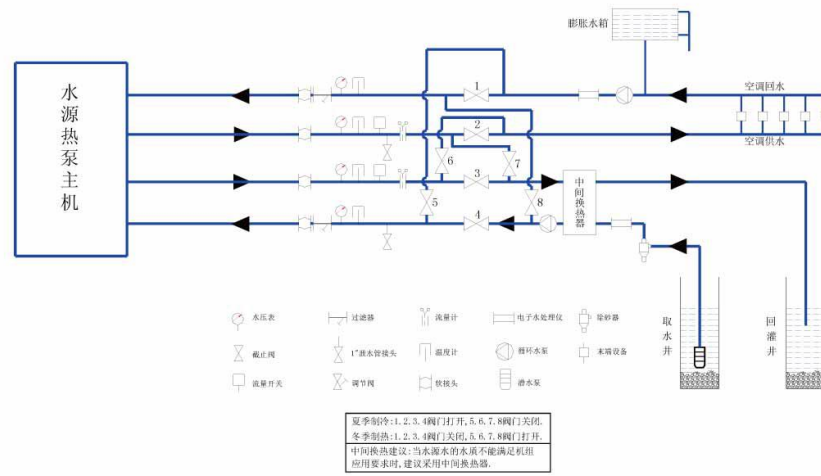 膨胀水箱
空调回水
空调供水
水源热泵主机
1
2
3
4
5
6
7
8
中间换热器
取水井
回灌井
水压表
过滤器
流量计
电子水处理仪
除砂器
截止阀
1"泄水管接头
温度计
循环水泵
末端设备
流量开关
调节阀
软接头
潜水泵
夏季制冷:1.2.3.4阀门打开,5.6.7.8阀门关闭.
冬季制热:1.2.3.4阀门关闭,5.6.7.8阀门打开.
中间换热建议:当水源水的水质不能满足机组
应用要求时,建议采用中间换热器.